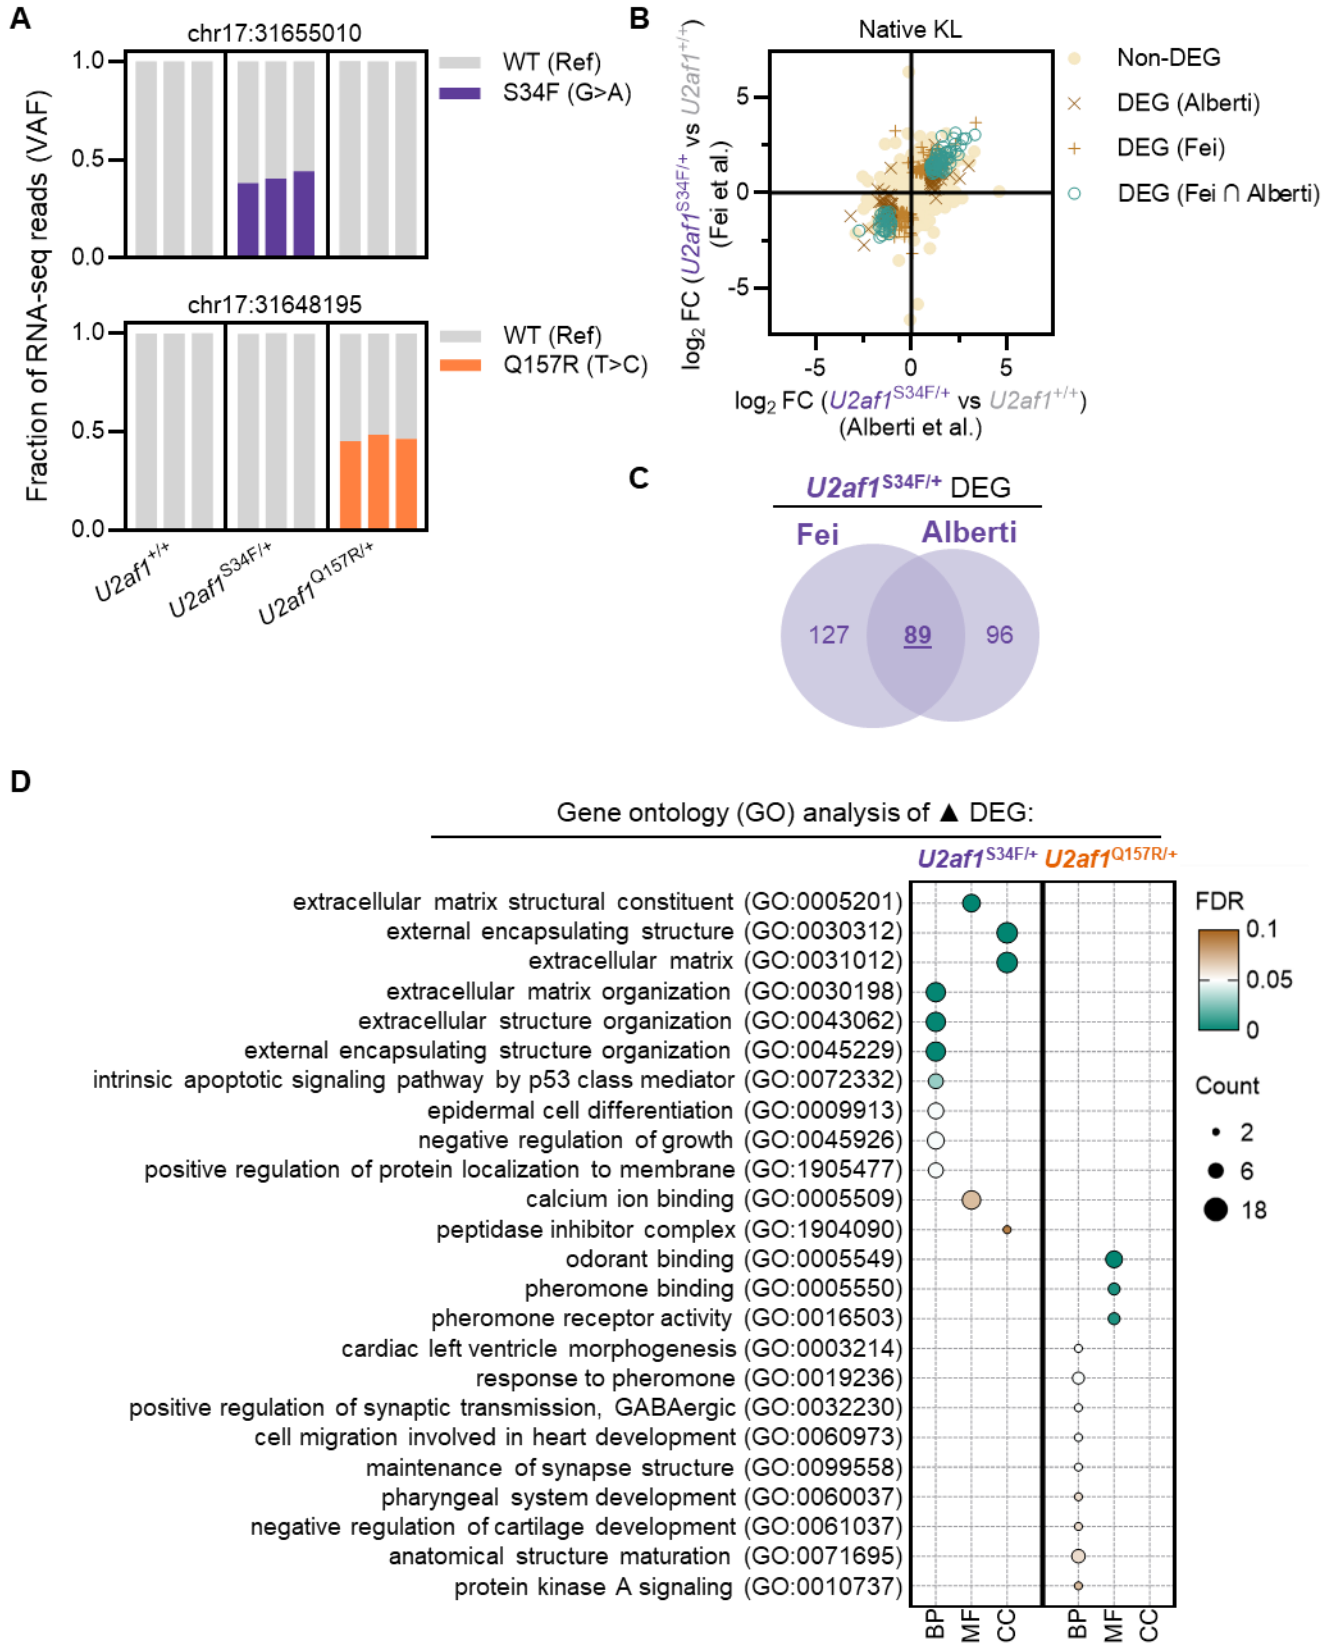 A
chr17:31655010
1.0
0.5
0.0
WT (Ref)
S34F (G>A)
Fraction of RNA-seq reads (VAF)
chr17:31648195
1.0
0.5
0.0
WT (Ref)
Q157R (T>C)
U2af1+/+
U2af1S34F/+
U2af1Q157R/+
B
Native KL
log2 FC (U2af1S34F/+ vs U2af1+/+)
(Fei et al.)
5
0
-5
-5
0
5
log2 FC (U2af1S34F/+ vs U2af1+/+)
(Alberti et al.)
Non-DEG
DEG (Alberti)
DEG (Fei)
DEG (Fei ∩ Alberti)
C
U2af1S34F/+ DEG
Fei
Alberti
127
89
96
D
Gene ontology (GO) analysis of ▲ DEG:
U2af1S34F/+
U2af1Q157R/+
extracellular matrix structural constituent (GO:0005201)
external encapsulating structure (GO:0030312)
extracellular matrix (GO:0031012)
extracellular matrix organization (GO:0030198)
extracellular structure organization (GO:0043062)
external encapsulating structure organization (GO:0045229)
intrinsic apoptotic signaling pathway by p53 class mediator (GO:0072332)
epidermal cell differentiation (GO:0009913)
negative regulation of growth (GO:0045926)
positive regulation of protein localization to membrane (GO:1905477)
calcium ion binding (GO:0005509)
peptidase inhibitor complex (GO:1904090)
odorant binding (GO:0005549)
pheromone binding (GO:0005550)
pheromone receptor activity (GO:0016503)
cardiac left ventricle morphogenesis (GO:0003214)
response to pheromone (GO:0019236)
positive regulation of synaptic transmission, GABAergic (GO:0032230)
cell migration involved in heart development (GO:0060973)
maintenance of synapse structure (GO:0099558)
pharyngeal system development (GO:0060037)
negative regulation of cartilage development (GO:0061037)
anatomical structure maturation (GO:0071695)
protein kinase A signaling (GO:0010737)
BP
MF
CC
BP
MF
CC
FDR
0.1
0.05
0
Count
2
6
18